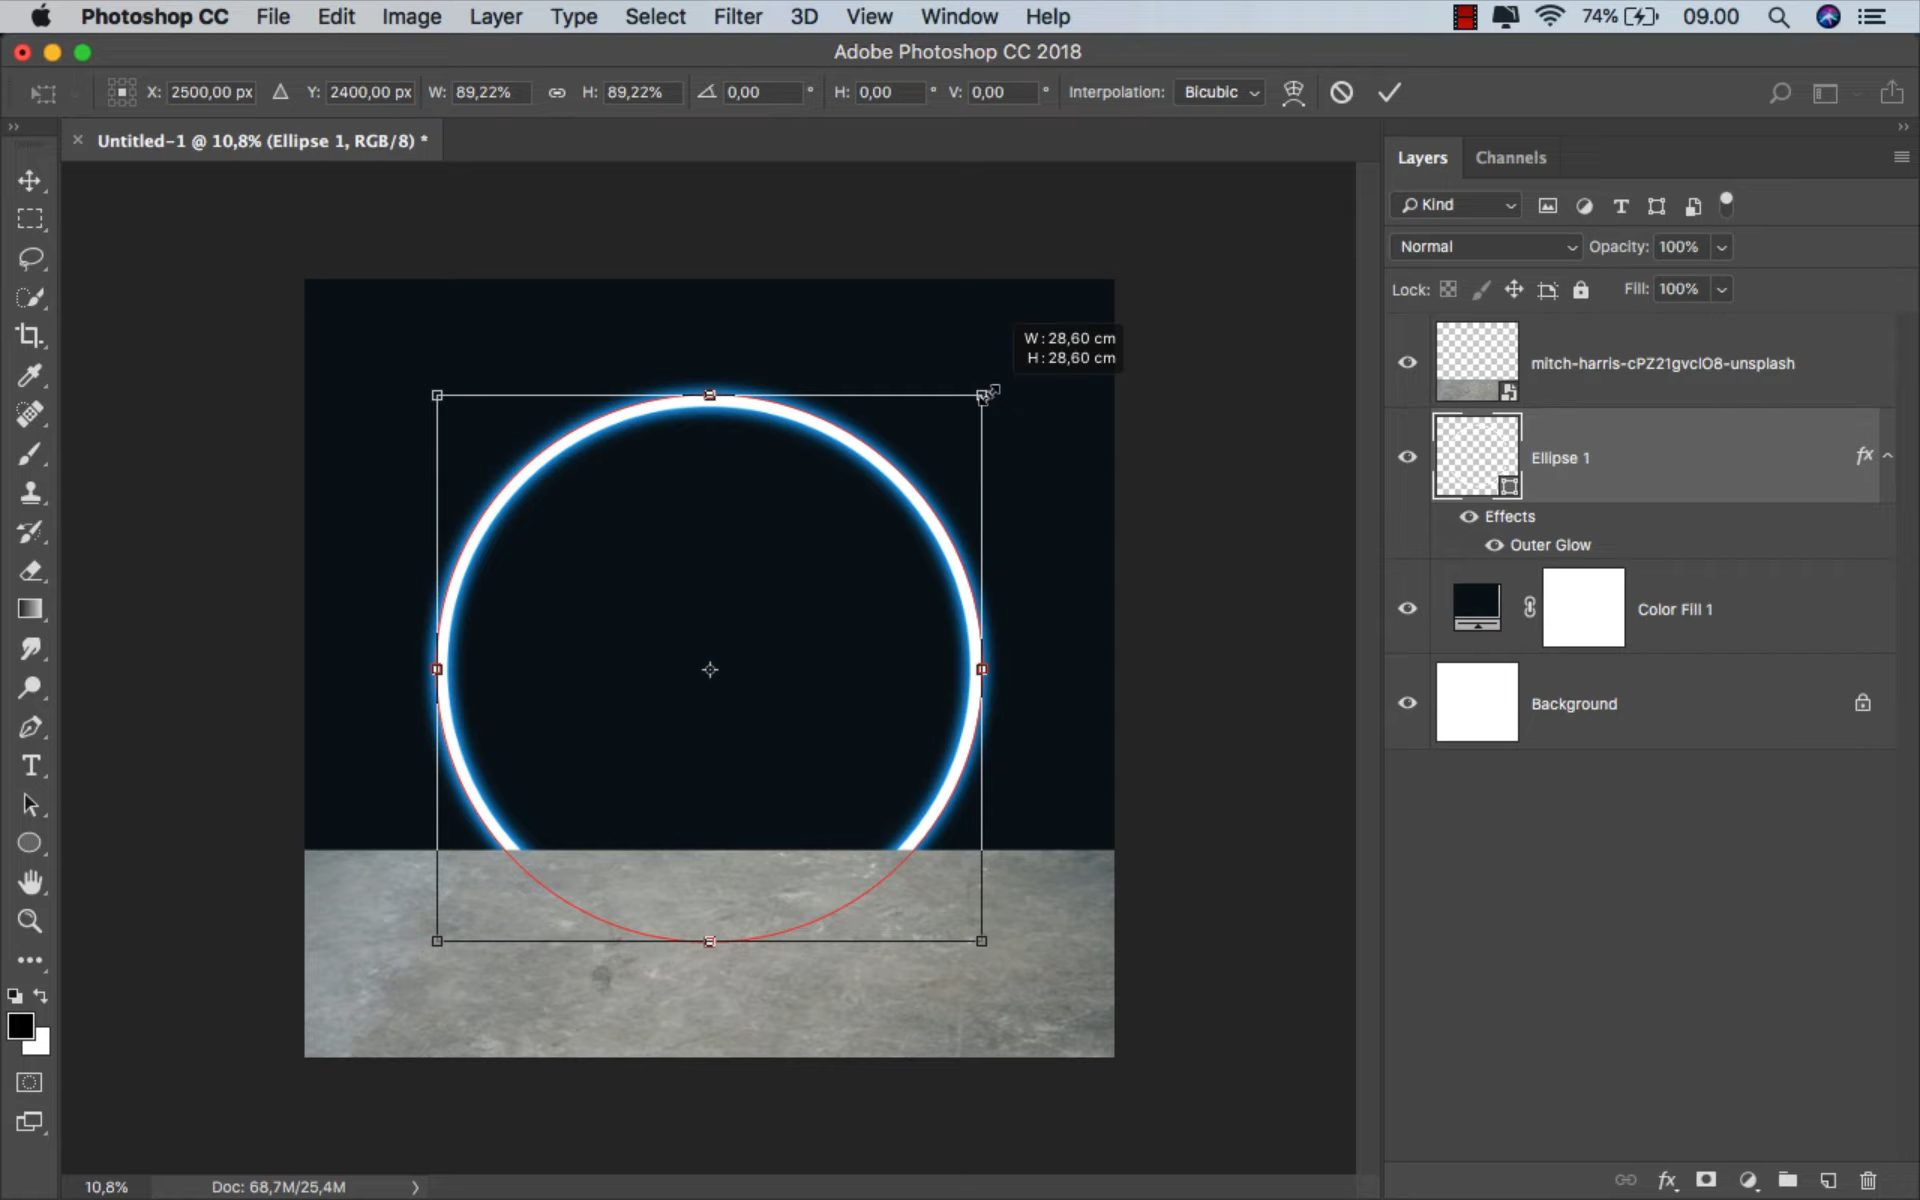 Photoshop CC File Edit Image Layer Type Select Filter 3D View Window Help 74% 09.00
Adobe Photoshop CC 2018
X: 2500,00 px Y: 2400,00 px W: 89,22% H: 89,22% 0,00 ° H: 0,00 ° V: 0,00 ° Interpolation: Bicubic
Untitled-1 @ 10,8% (Ellipse 1, RGB/8) *
Layers Channels
Kind
Normal Opacity: 100%
Lock: Fill: 100%
W: 28,60 cm
H: 28,60 cm
mitch-harris-cPZ21gvclO8-unsplash
Ellipse 1 fx
Effects
Outer Glow
Color Fill 1
Background
10,8% Doc: 68,7M/25,4M
fx